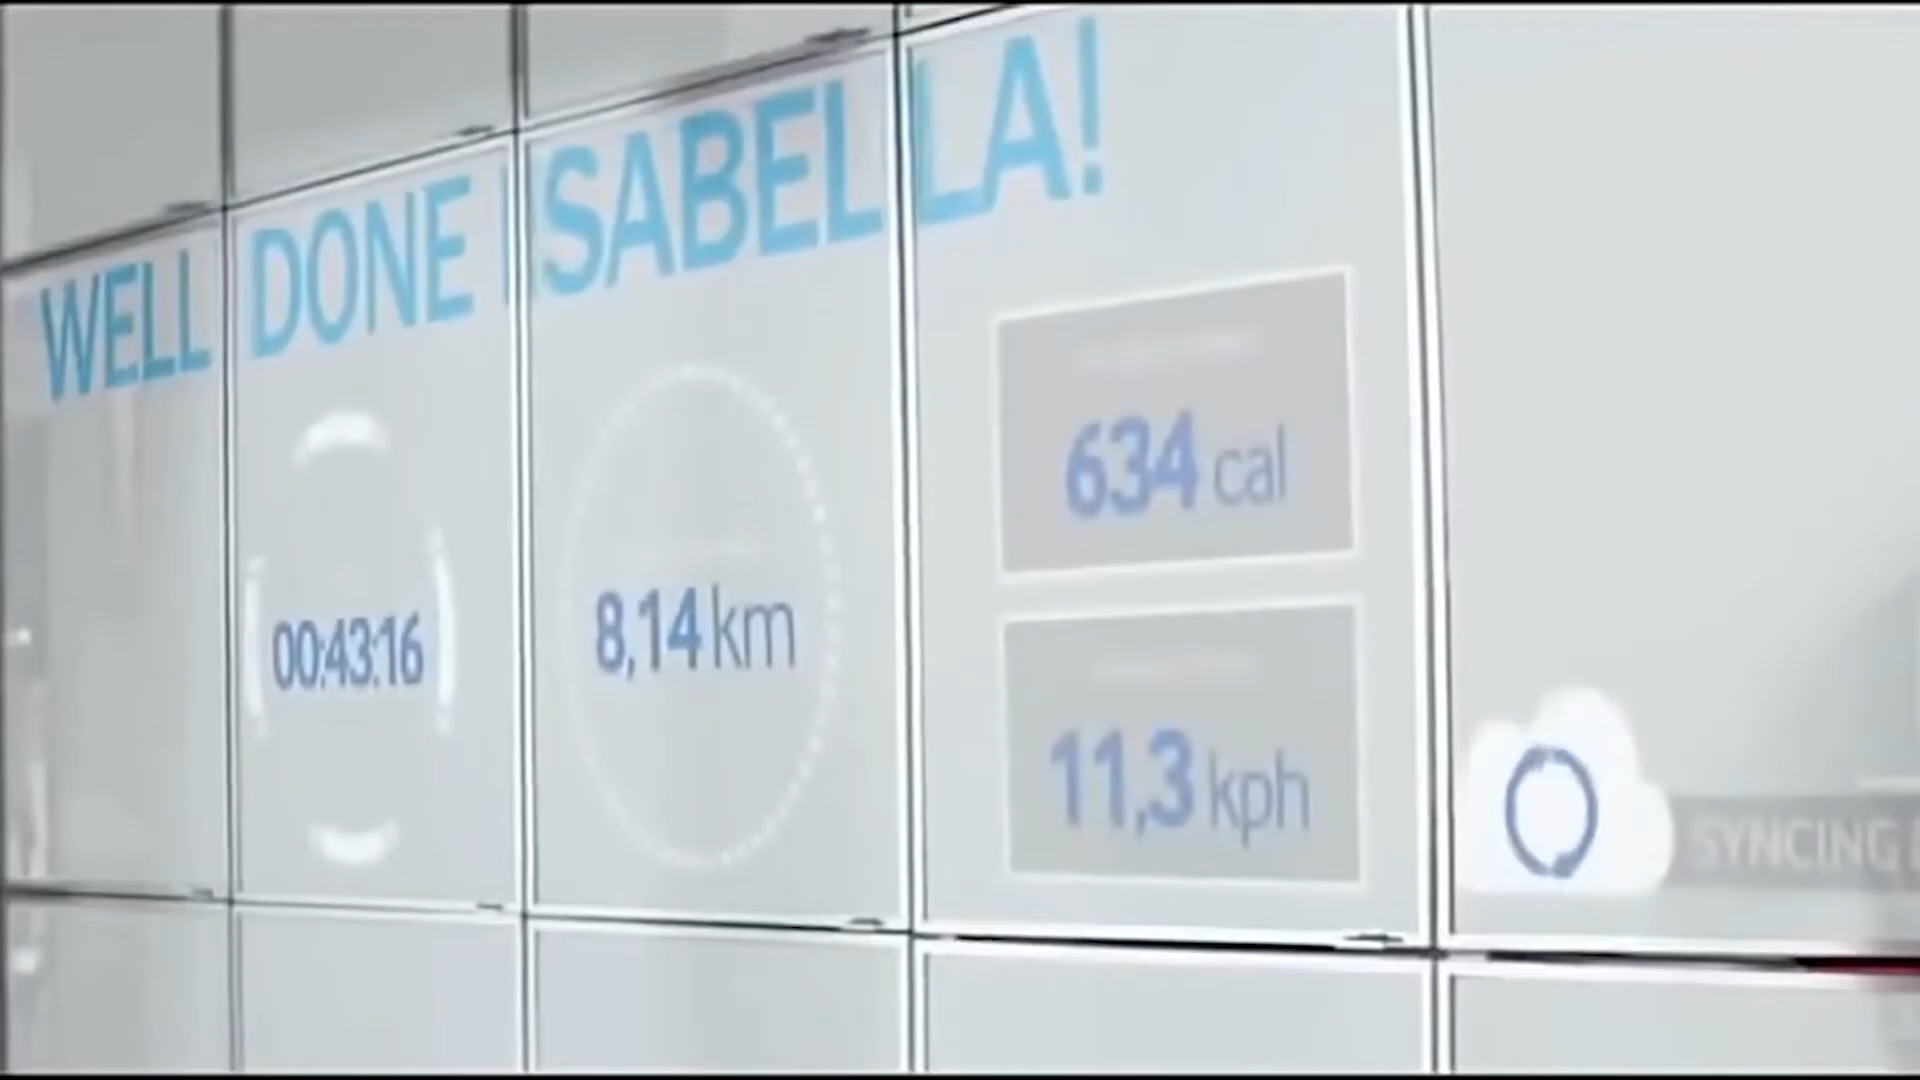 WELL DONE ISABELLA!
00:43:16
8,14 km
634 cal
11,3 kph
SYNCING